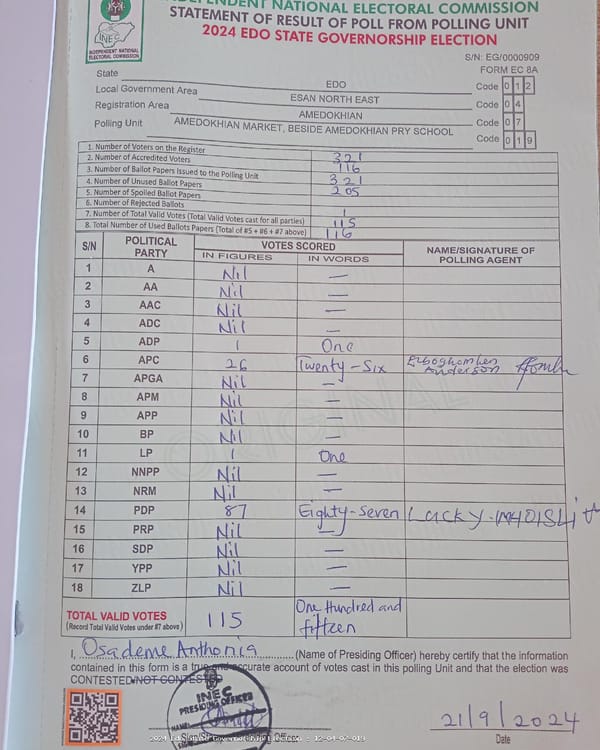 INDEPENDENT NATIONAL ELECTORAL COMMISSION
STATEMENT OF RESULT OF POLL FROM POLLING UNIT
2024 EDO STATE GOVERNORSHIP ELECTION
INEC
INDEPENDENT NATIONAL
ELECTORAL COMMISSION
S/N: EG/0000909
FORM EC 8A
State EDO Code 0 1 2
Local Government Area ESAN NORTH EAST Code 0 4
Registration Area AMEDOKHIAN Code 0 7
Polling Unit AMEDOKHIAN MARKET, BESIDE AMEDOKHIAN PRY SCHOOL Code 0 1 9
1. Number of Voters on the Register 321
2. Number of Accredited Voters 116
3. Number of Ballot Papers Issued to the Polling Unit 321
4. Number of Unused Ballot Papers 205
5. Number of Spoiled Ballot Papers
6. Number of Rejected Ballots 1
7. Number of Total Valid Votes (Total Valid Votes cast for all parties) 115
8. Total Number of Used Ballots Papers (Total of #5 + #6 + #7 above) 116
S/N POLITICAL PARTY VOTES SCORED NAME/SIGNATURE OF POLLING AGENT
IN FIGURES IN WORDS
1 A Nil —
2 AA Nil —
3 AAC Nil —
4 ADC Nil —
5 ADP 1 One
6 APC 26 Twenty-Six Anderson
7 APGA Nil —
8 APM Nil —
9 APP Nil —
10 BP Nil —
11 LP 1 One
12 NNPP Nil —
13 NRM Nil —
14 PDP 87 Eighty-Seven Lucky
15 PRP Nil —
16 SDP Nil —
17 YPP Nil —
18 ZLP Nil —
TOTAL VALID VOTES 115 One Hundred and
(Record Total Valid Votes under #7 above) fiftzen
I, Osademe Anthonia (Name of Presiding Officer) hereby certify that the information
contained in this form is a true and accurate account of votes cast in this polling Unit and that the election was
CONTESTED/NOT CONTESTED
INEC
PRESIDING OFFICER
21/9/2024
Date
2024 Edo State Governorship Election - 12-04-07-019
ORIGINAL